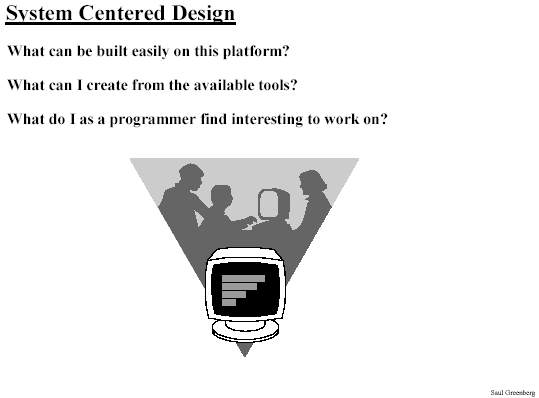 System Centered Design
What can be built easily on this platform?
What can I create from the available tools?
What do I as a programmer find interesting to work on?
Saul Greenberg